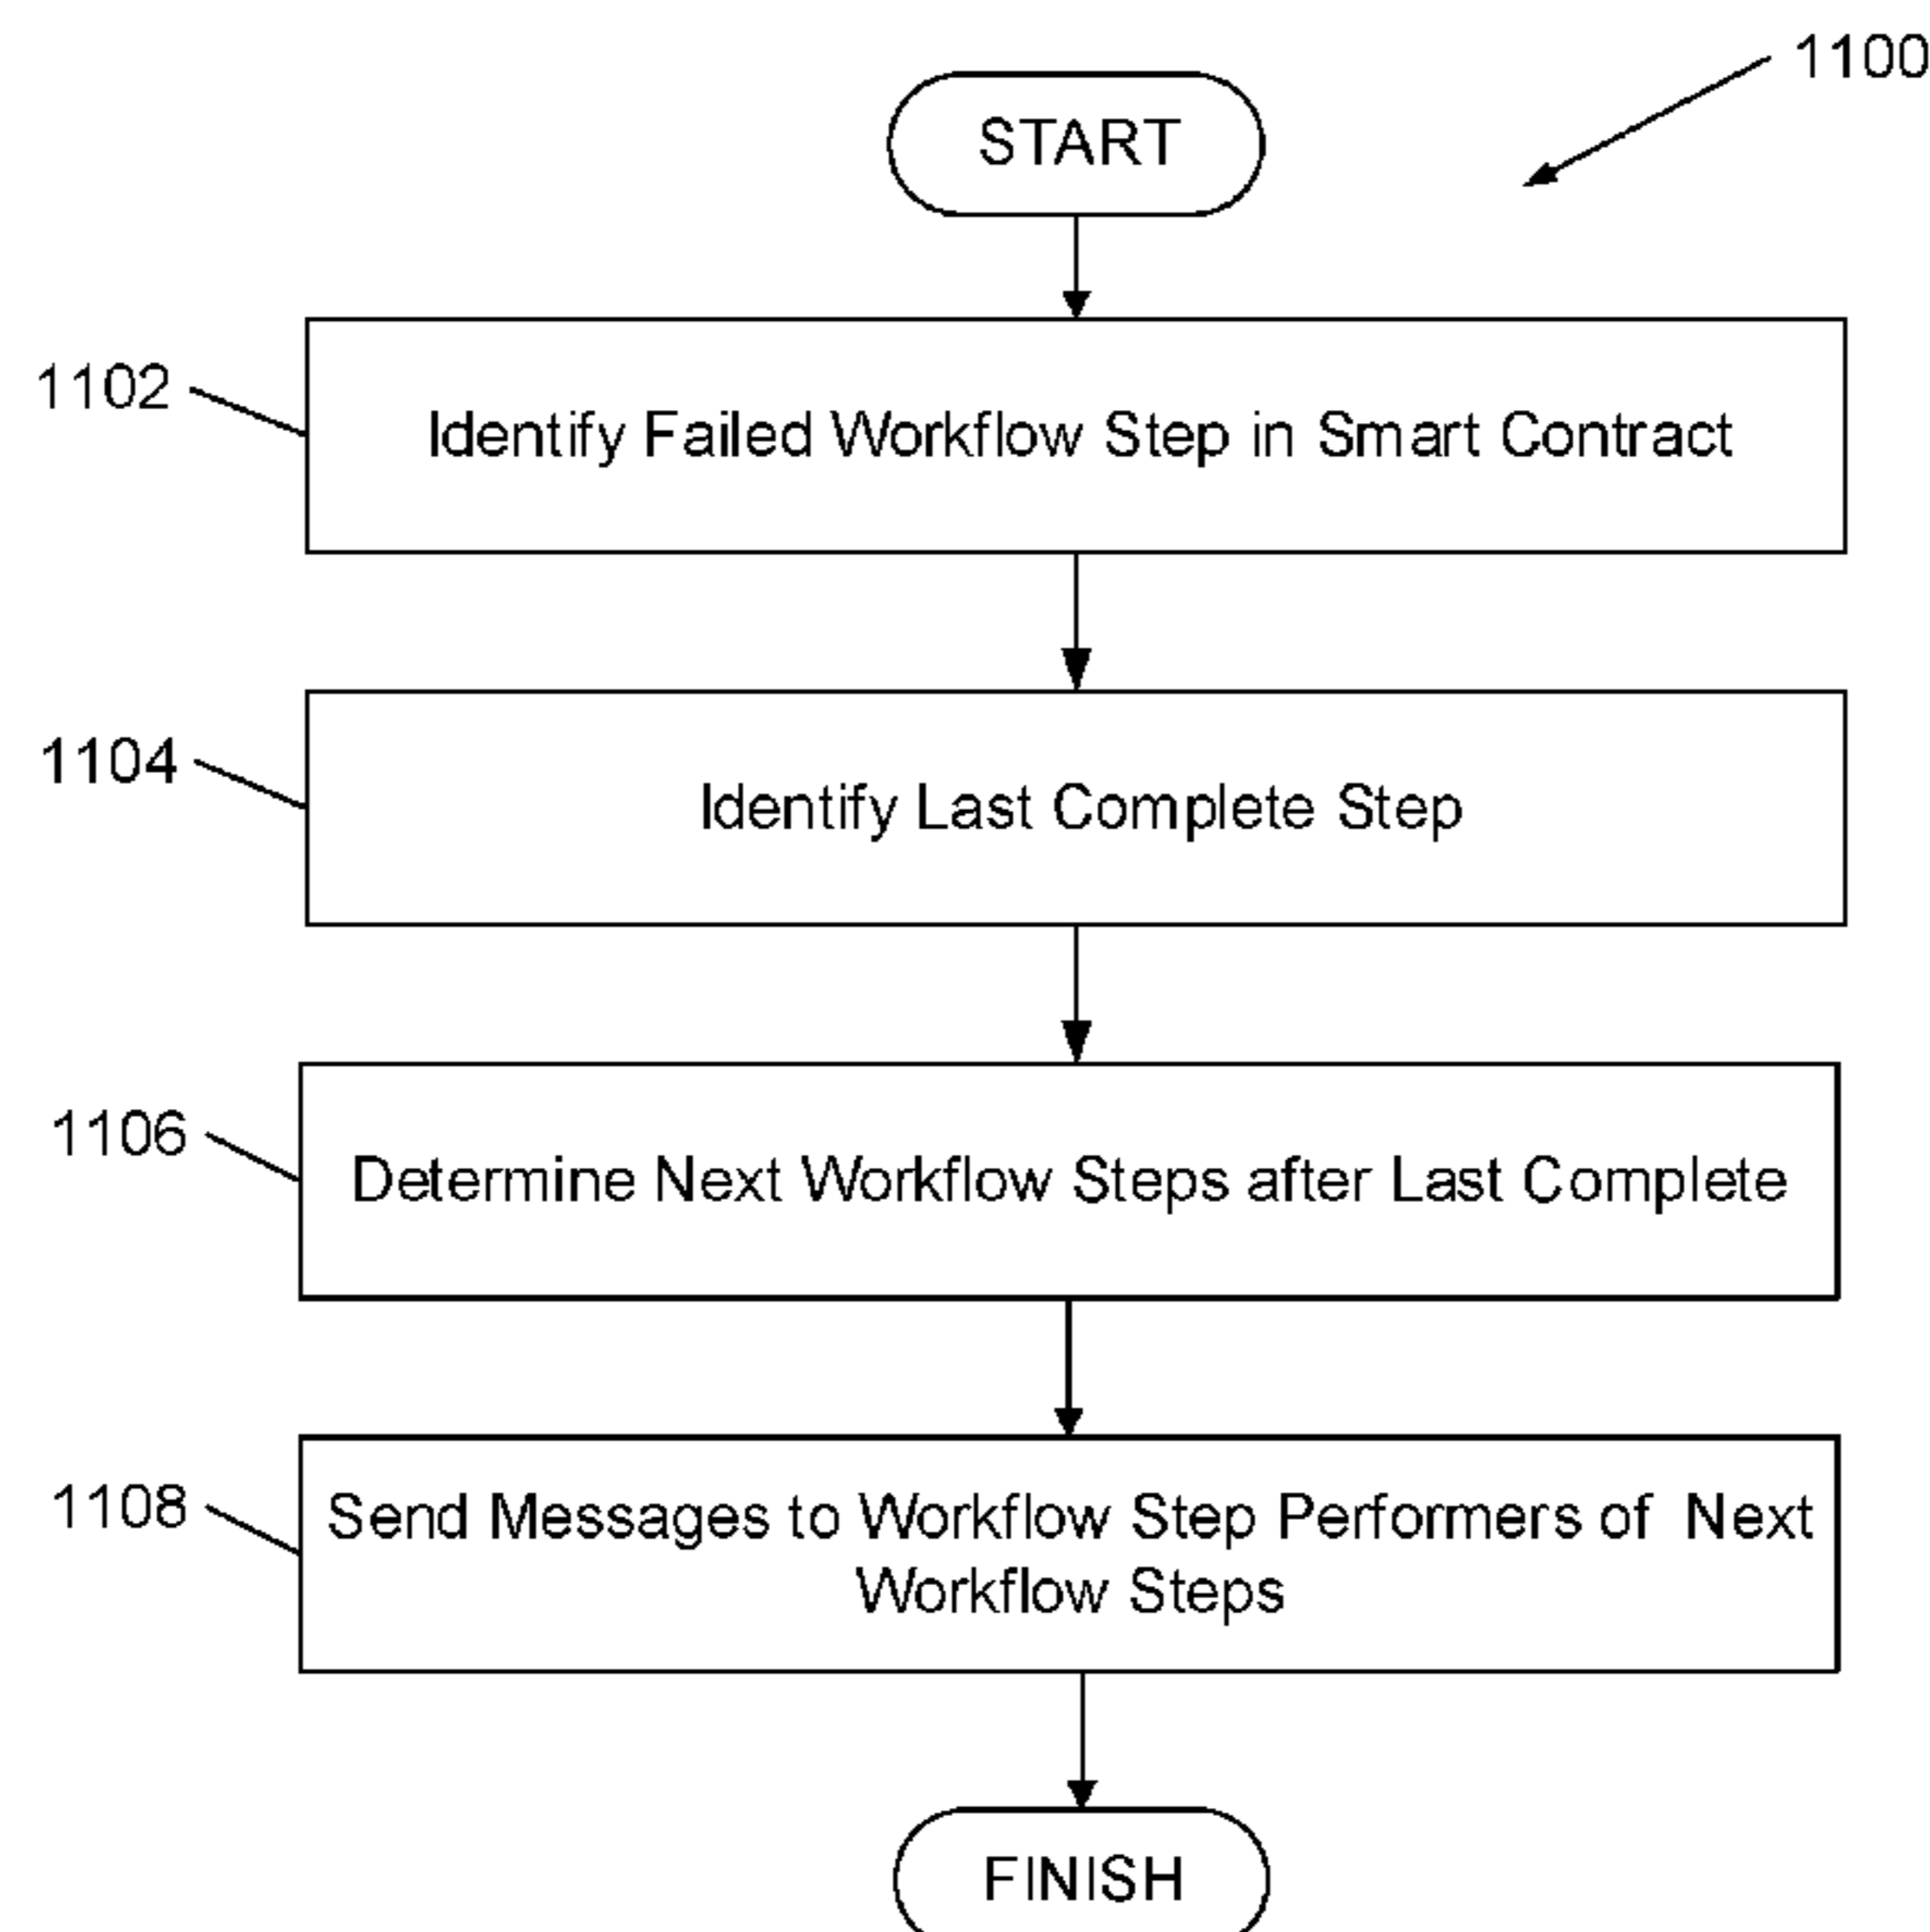 1100
START
1102
Identify Failed Workflow Step in Smart Contract
1104
Identify Last Complete Step
1106
Determine Next Workflow Steps after Last Complete
1108
Send Messages to Workflow Step Performers of Next
Workflow Steps
FINISH